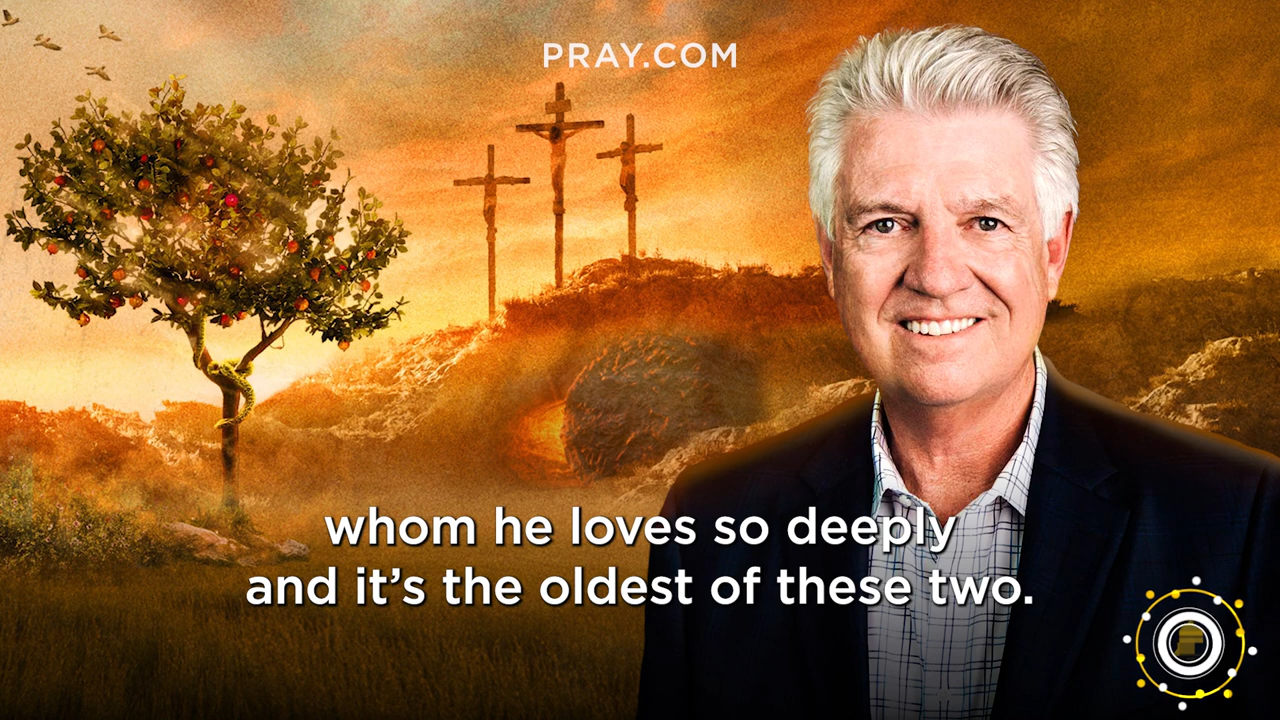 PRAY.COM
whom he loves so deeply
and it’s the oldest of these two.